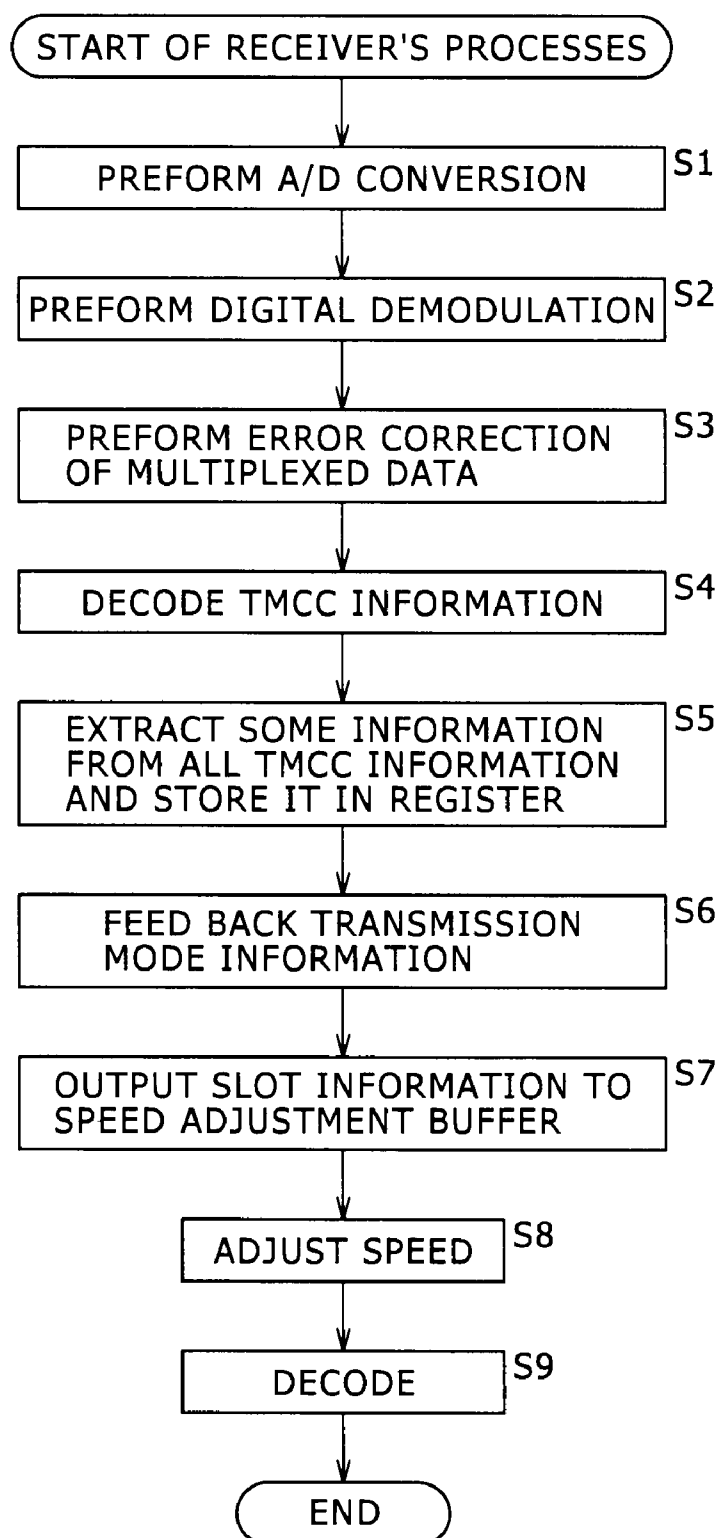 START OF RECEIVER'S PROCESSES
S1
PREFORM A/D CONVERSION
S2
PREFORM DIGITAL DEMODULATION
S3
PREFORM ERROR CORRECTION
OF MULTIPLEXED DATA
S4
DECODE TMCC INFORMATION
S5
EXTRACT SOME INFORMATION
FROM ALL TMCC INFORMATION
AND STORE IT IN REGISTER
S6
FEED BACK TRANSMISSION
MODE INFORMATION
S7
OUTPUT SLOT INFORMATION TO
SPEED ADJUSTMENT BUFFER
S8
ADJUST SPEED
S9
DECODE
END